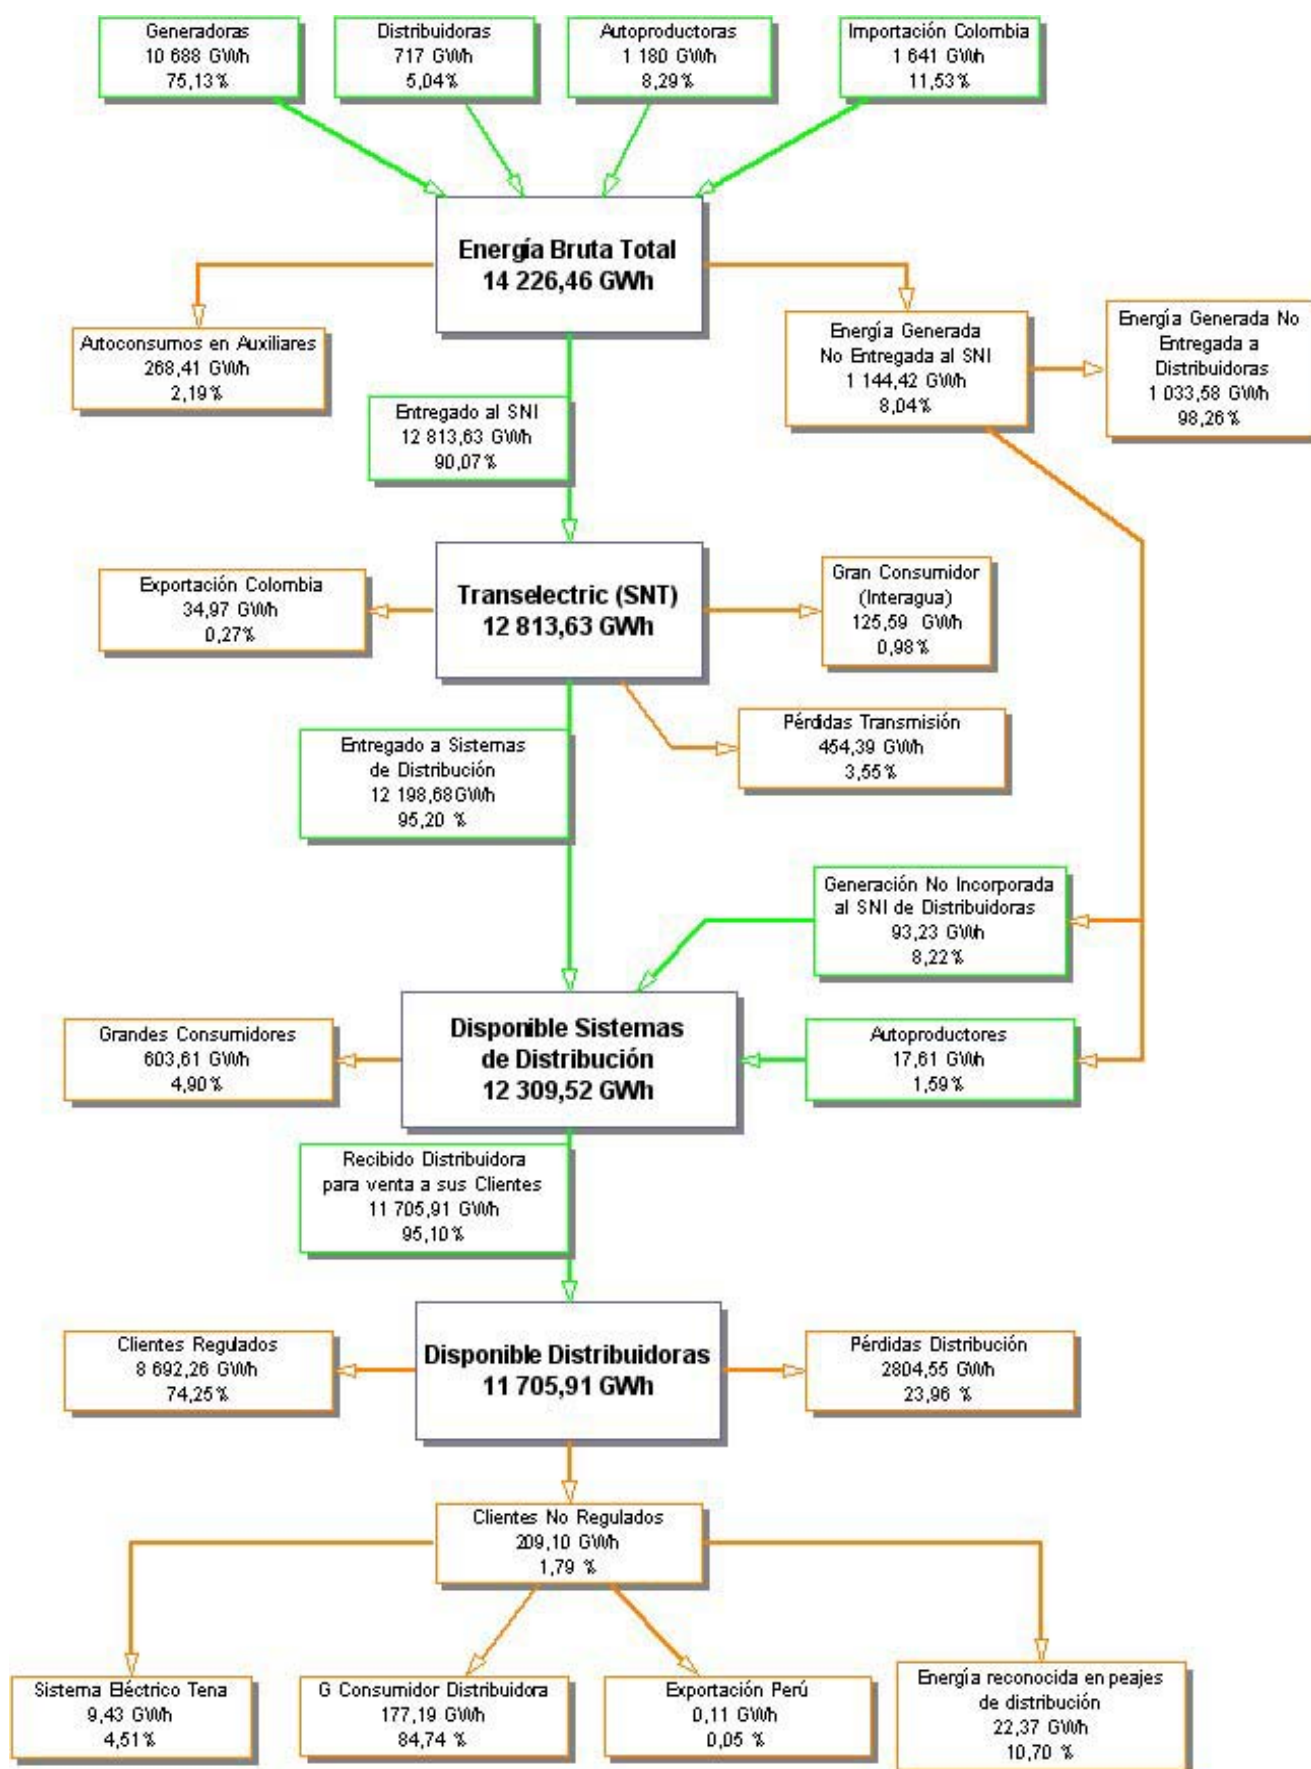 Generadoras
10 688 GWh
75,13%
Distribuidoras
717 GWh
5,04%
Autoproductoras
1 180 GWh
8,29%
Importación Colombia
1 641 GWh
11,53%
Energía Bruta Total
14 226,46 GWh
Autoconsumos en Auxiliares
268,41 GWh
2,19%
Energía Generada
No Entregada al SNI
1 144,42 GWh
8,04%
Energía Generada No
Entregada a
Distribuidoras
1 033,58 GWh
98,26%
Entregado al SNI
12 813,63 GWh
90,07%
Exportación Colombia
34,97 GWh
0,27%
Transelectric (SNT)
12 813,63 GWh
Gran Consumidor
(Interagua)
125,59 GWh
0,98%
Pérdidas Transmisión
454,39 GWh
3,55%
Entregado a Sistemas
de Distribución
12 198,68GWh
95,20 %
Generación No Incorporada
al SNI de Distribuidoras
93,23 GWh
8,22%
Grandes Consumidores
603,61 GWh
4,90%
Disponible Sistemas
de Distribución
12 309,52 GWh
Autoproductores
17,61 GWh
1,59%
Recibido Distribuidora
para venta a sus Clientes
11 705,91 GWh
95,10%
Clientes Regulados
8 692,26 GWh
74,25%
Disponible Distribuidoras
11 705,91 GWh
Pérdidas Distribución
2804,55 GWh
23,96 %
Clientes No Regulados
209,10 GWh
1,79 %
Sistema Eléctrico Tena
9,43 GWh
4,51%
G Consumidor Distribuidora
177,19 GWh
84,74%
Exportación Perú
0,11 GWh
0,05%
Energía reconocida en peajes
de distribución
22,37 GWh
10,70 %